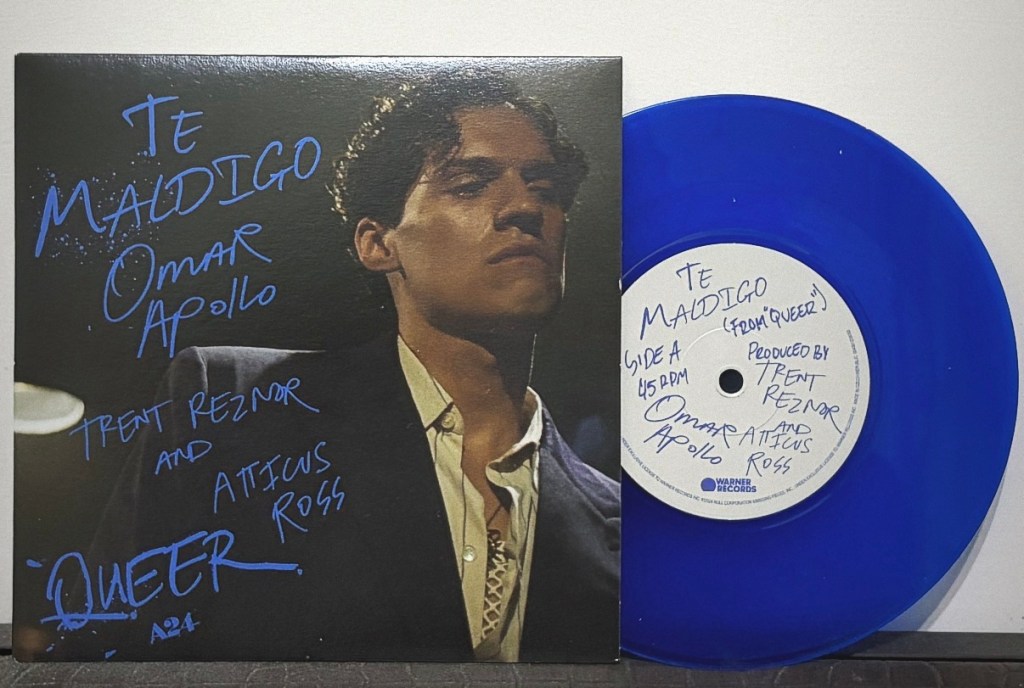 TE
MALDIGO
OMAR
APOLLO
TRENT REZNOR
AND
ATTICUS
ROSS
QUEER
A24
TE
MALDIGO
(FROM "QUEER")
SIDE A
45 RPM
PRODUCED BY
TRENT
REZNOR
AND
ATTICUS
ROSS
OMAR
APOLLO
WARNER
RECORDS